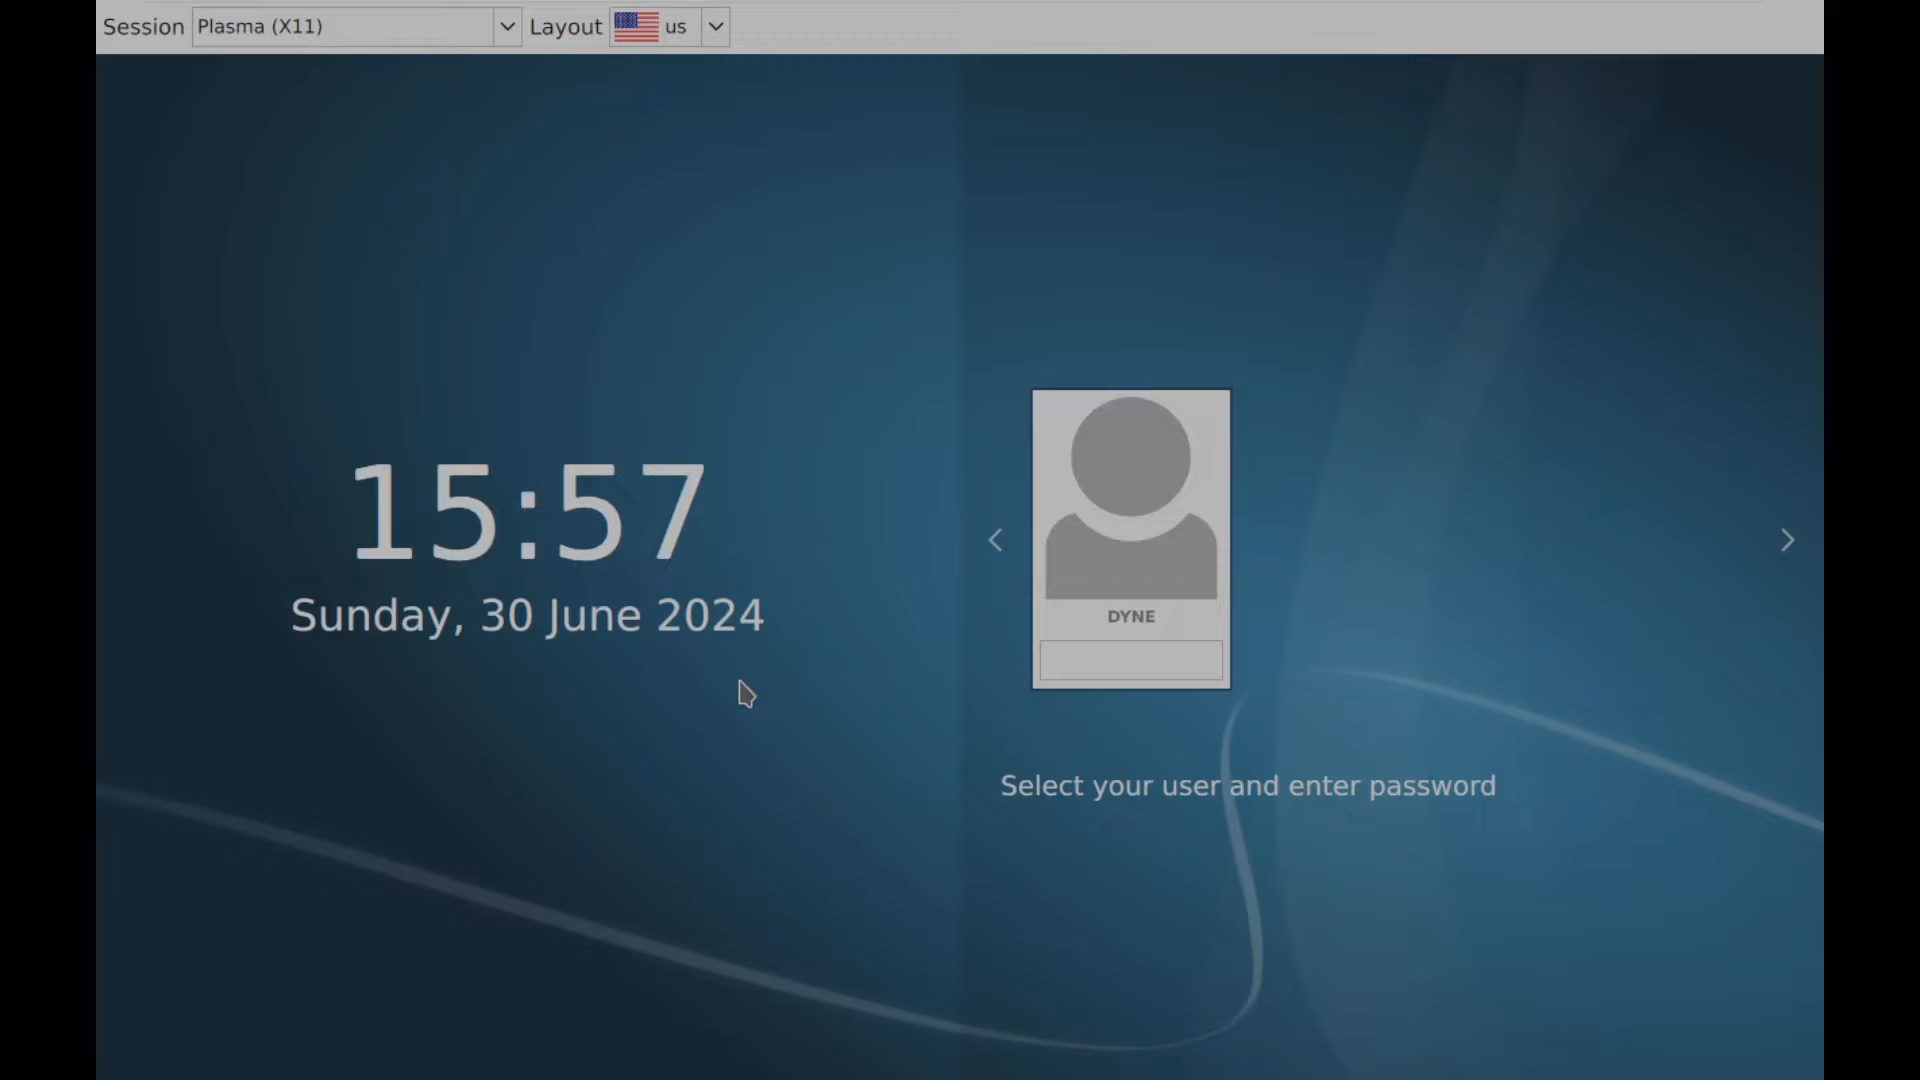 Session Plasma (X11) Layout us
15:57
Sunday, 30 June 2024
DYNE
Select your user and enter password